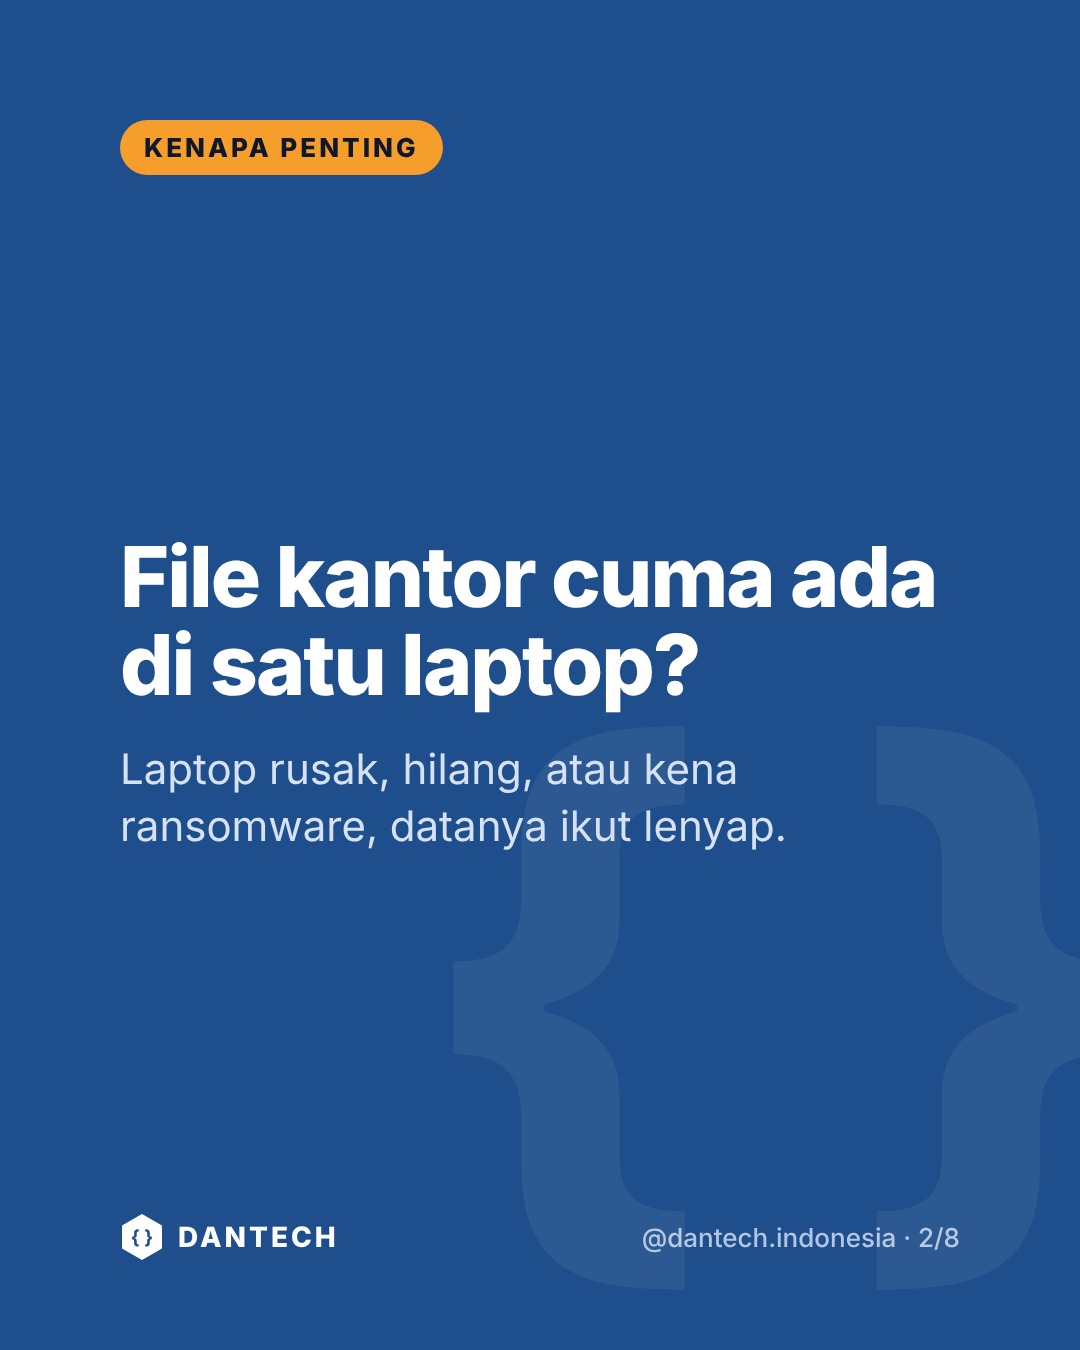 KENAPA PENTING
File kantor cuma ada
di satu laptop?
Laptop rusak, hilang, atau kena
ransomware, datanya ikut lenyap.
{ }
{ } DANTECH
@dantech.indonesia · 2/8